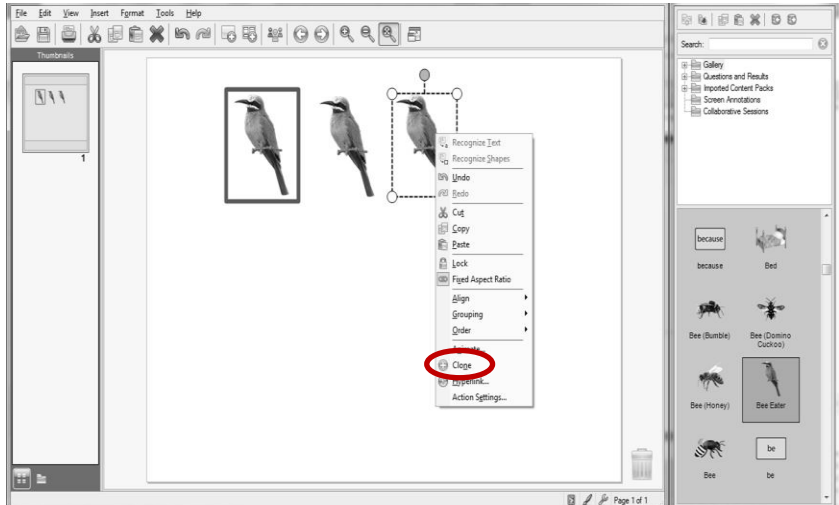 File Edit View Insert Format Tools Help
Thumbnails
1
Recognize Text
Recognize Shapes
Undo
Redo
Cut
Copy
Paste
Lock
Fixed Aspect Ratio
Align
Grouping
Order
Animate...
Clone
Hyperlink...
Action Settings...
Page 1 of 1
Search:
Gallery
Questions and Results
Imported Content Packs
Screen Annotations
Collaborative Sessions
because
because
Bed
Bee (Bumble)
Bee (Domino
Cuckoo)
Bee (Honey)
Bee Eater
be
Bee
be